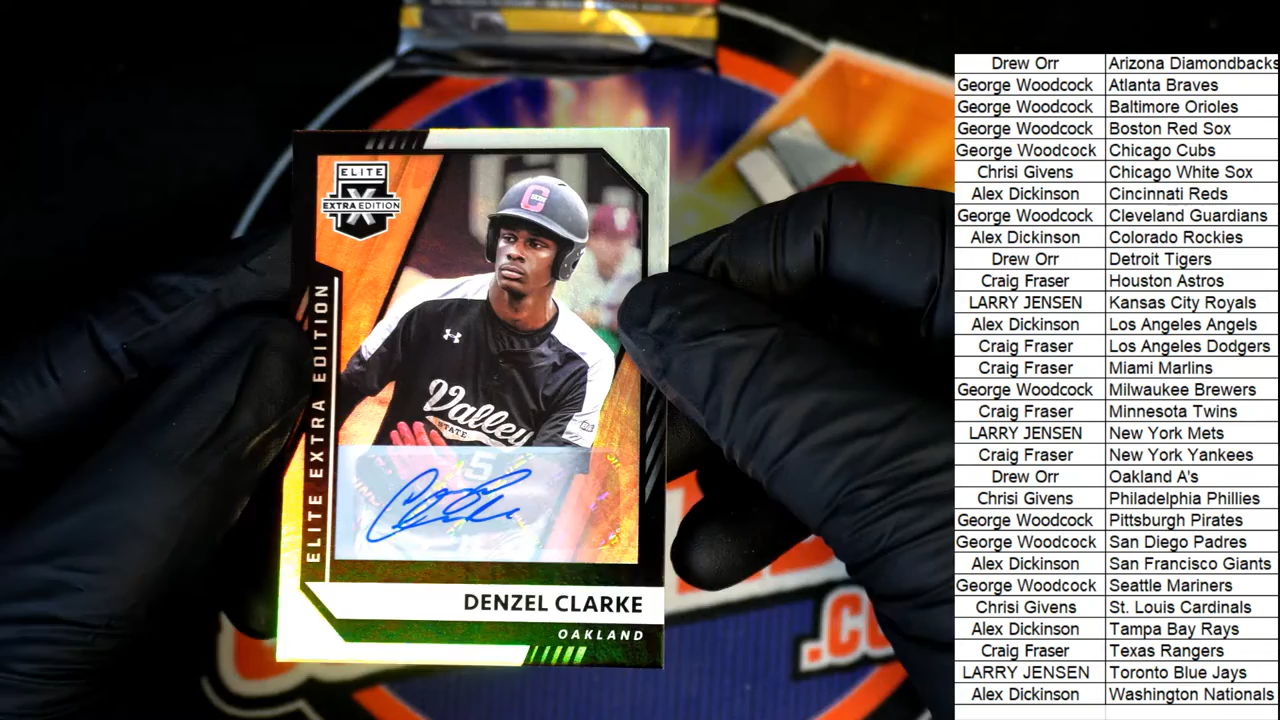 ELITE
EXTRA EDITION
X
C
Valley
STATE
5
ELITE EXTRA EDITION
DENZEL CLARKE
OAKLAND
.CO
Drew Orr Arizona Diamondbacks
George Woodcock Atlanta Braves
George Woodcock Baltimore Orioles
George Woodcock Boston Red Sox
George Woodcock Chicago Cubs
Chrisi Givens Chicago White Sox
Alex Dickinson Cincinnati Reds
George Woodcock Cleveland Guardians
Alex Dickinson Colorado Rockies
Drew Orr Detroit Tigers
Craig Fraser Houston Astros
LARRY JENSEN Kansas City Royals
Alex Dickinson Los Angeles Angels
Craig Fraser Los Angeles Dodgers
Craig Fraser Miami Marlins
George Woodcock Milwaukee Brewers
Craig Fraser Minnesota Twins
LARRY JENSEN New York Mets
Craig Fraser New York Yankees
Drew Orr Oakland A's
Chrisi Givens Philadelphia Phillies
George Woodcock Pittsburgh Pirates
George Woodcock San Diego Padres
Alex Dickinson San Francisco Giants
George Woodcock Seattle Mariners
Chrisi Givens St. Louis Cardinals
Alex Dickinson Tampa Bay Rays
Craig Fraser Texas Rangers
LARRY JENSEN Toronto Blue Jays
Alex Dickinson Washington Nationals